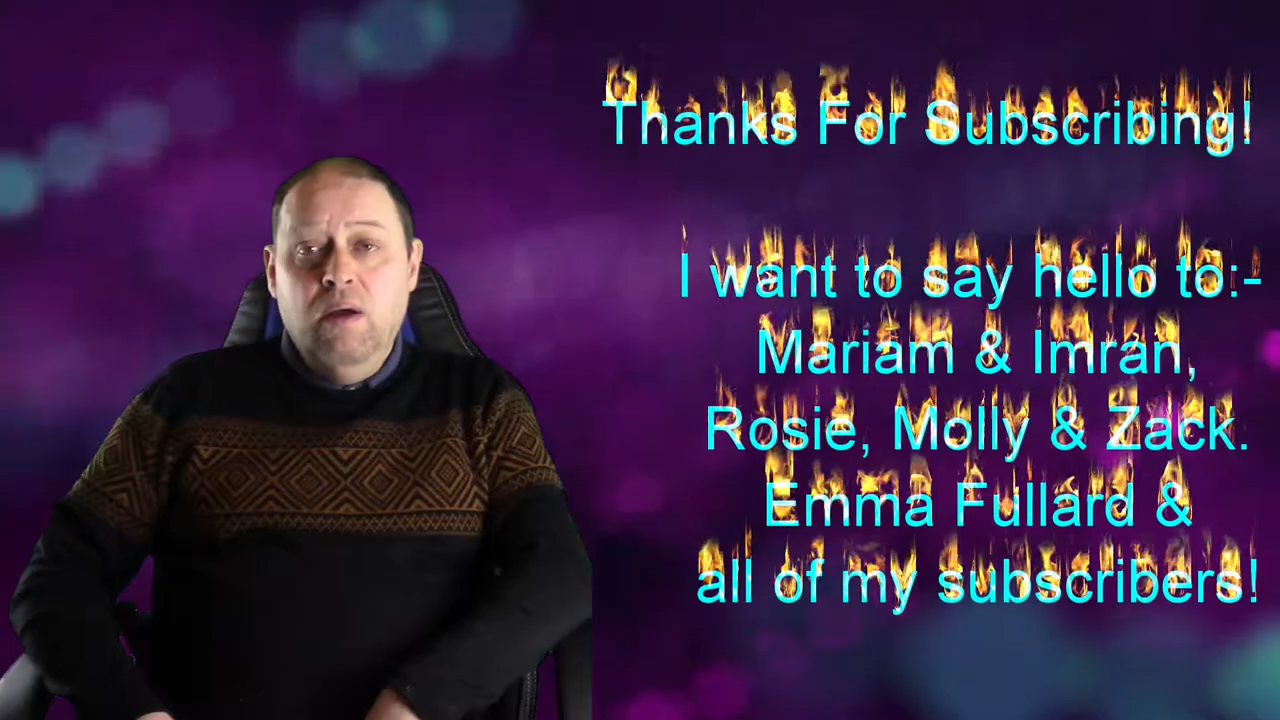 Thanks For Subscribing!
I want to say hello to:-
Mariam & Imran,
Rosie, Molly & Zack.
Emma Fullard &
all of my subscribers!